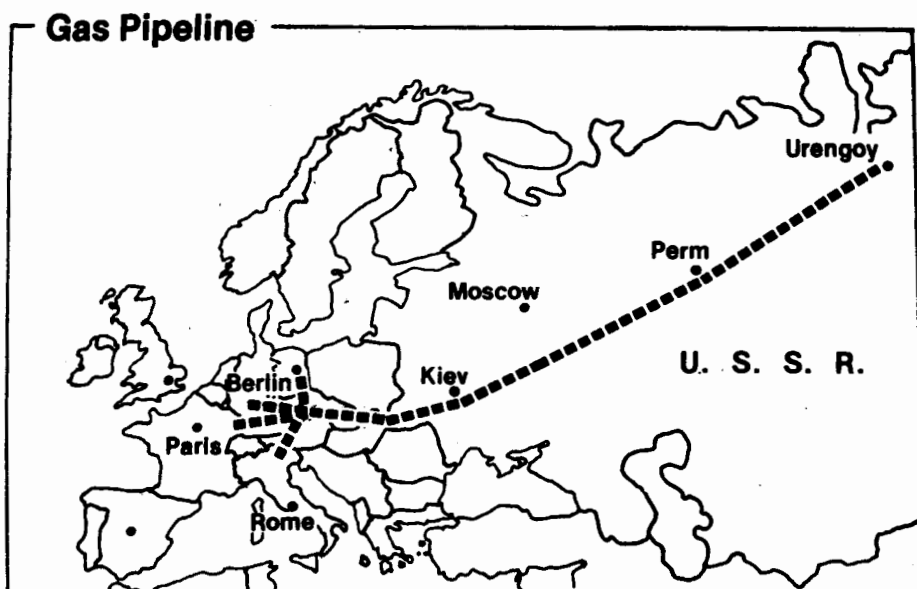 Gas Pipeline
Urengoy
Perm
Moscow
U. S. S. R.
Kiev
Berlin
Paris
Rome